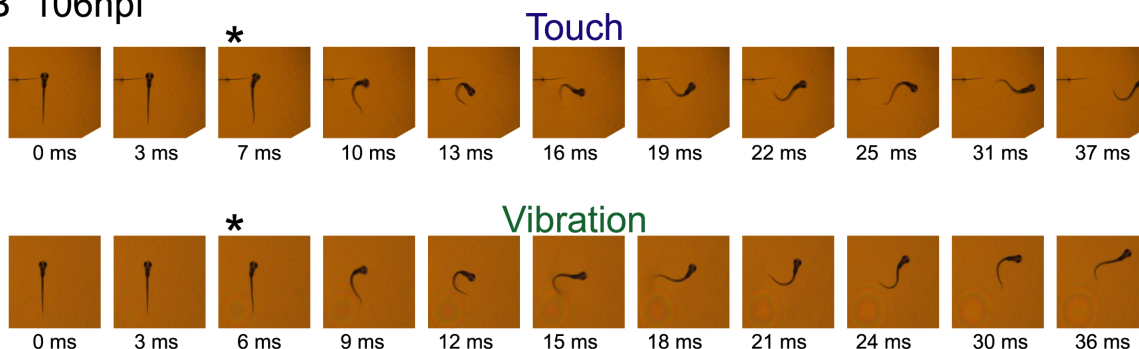 106hpf
Touch
*
0 ms 3 ms 7 ms 10 ms 13 ms 16 ms 19 ms 22 ms 25 ms 31 ms 37 ms
Vibration
*
0 ms 3 ms 6 ms 9 ms 12 ms 15 ms 18 ms 21 ms 24 ms 30 ms 36 ms